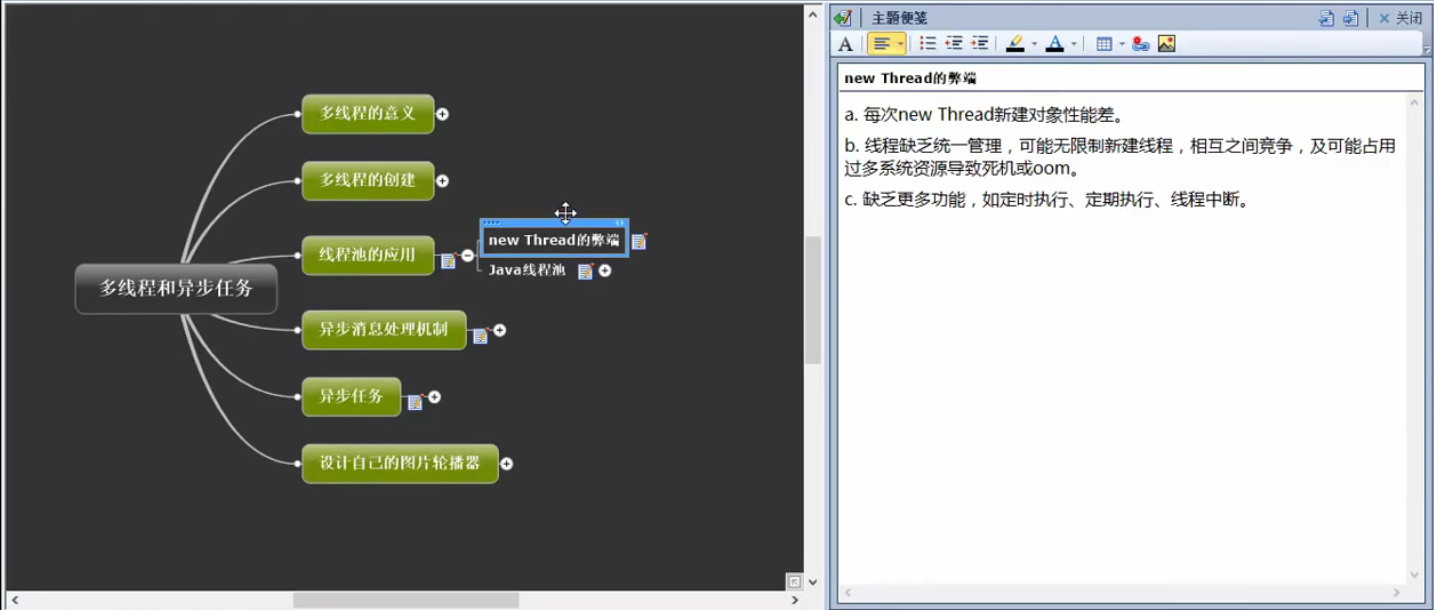 多线程和异步任务
多线程的意义
多线程的创建
线程池的应用
new Thread的弊端
Java线程池
异步消息处理机制
异步任务
设计自己的图片轮播器
主题便笺
关闭
new Thread的弊端
a. 每次new Thread新建对象性能差。
b. 线程缺乏统一管理，可能无限制新建线程，相互之间竞争，及可能占用
过多系统资源导致死机或oom。
c. 缺乏更多功能，如定时执行、定期执行、线程中断。